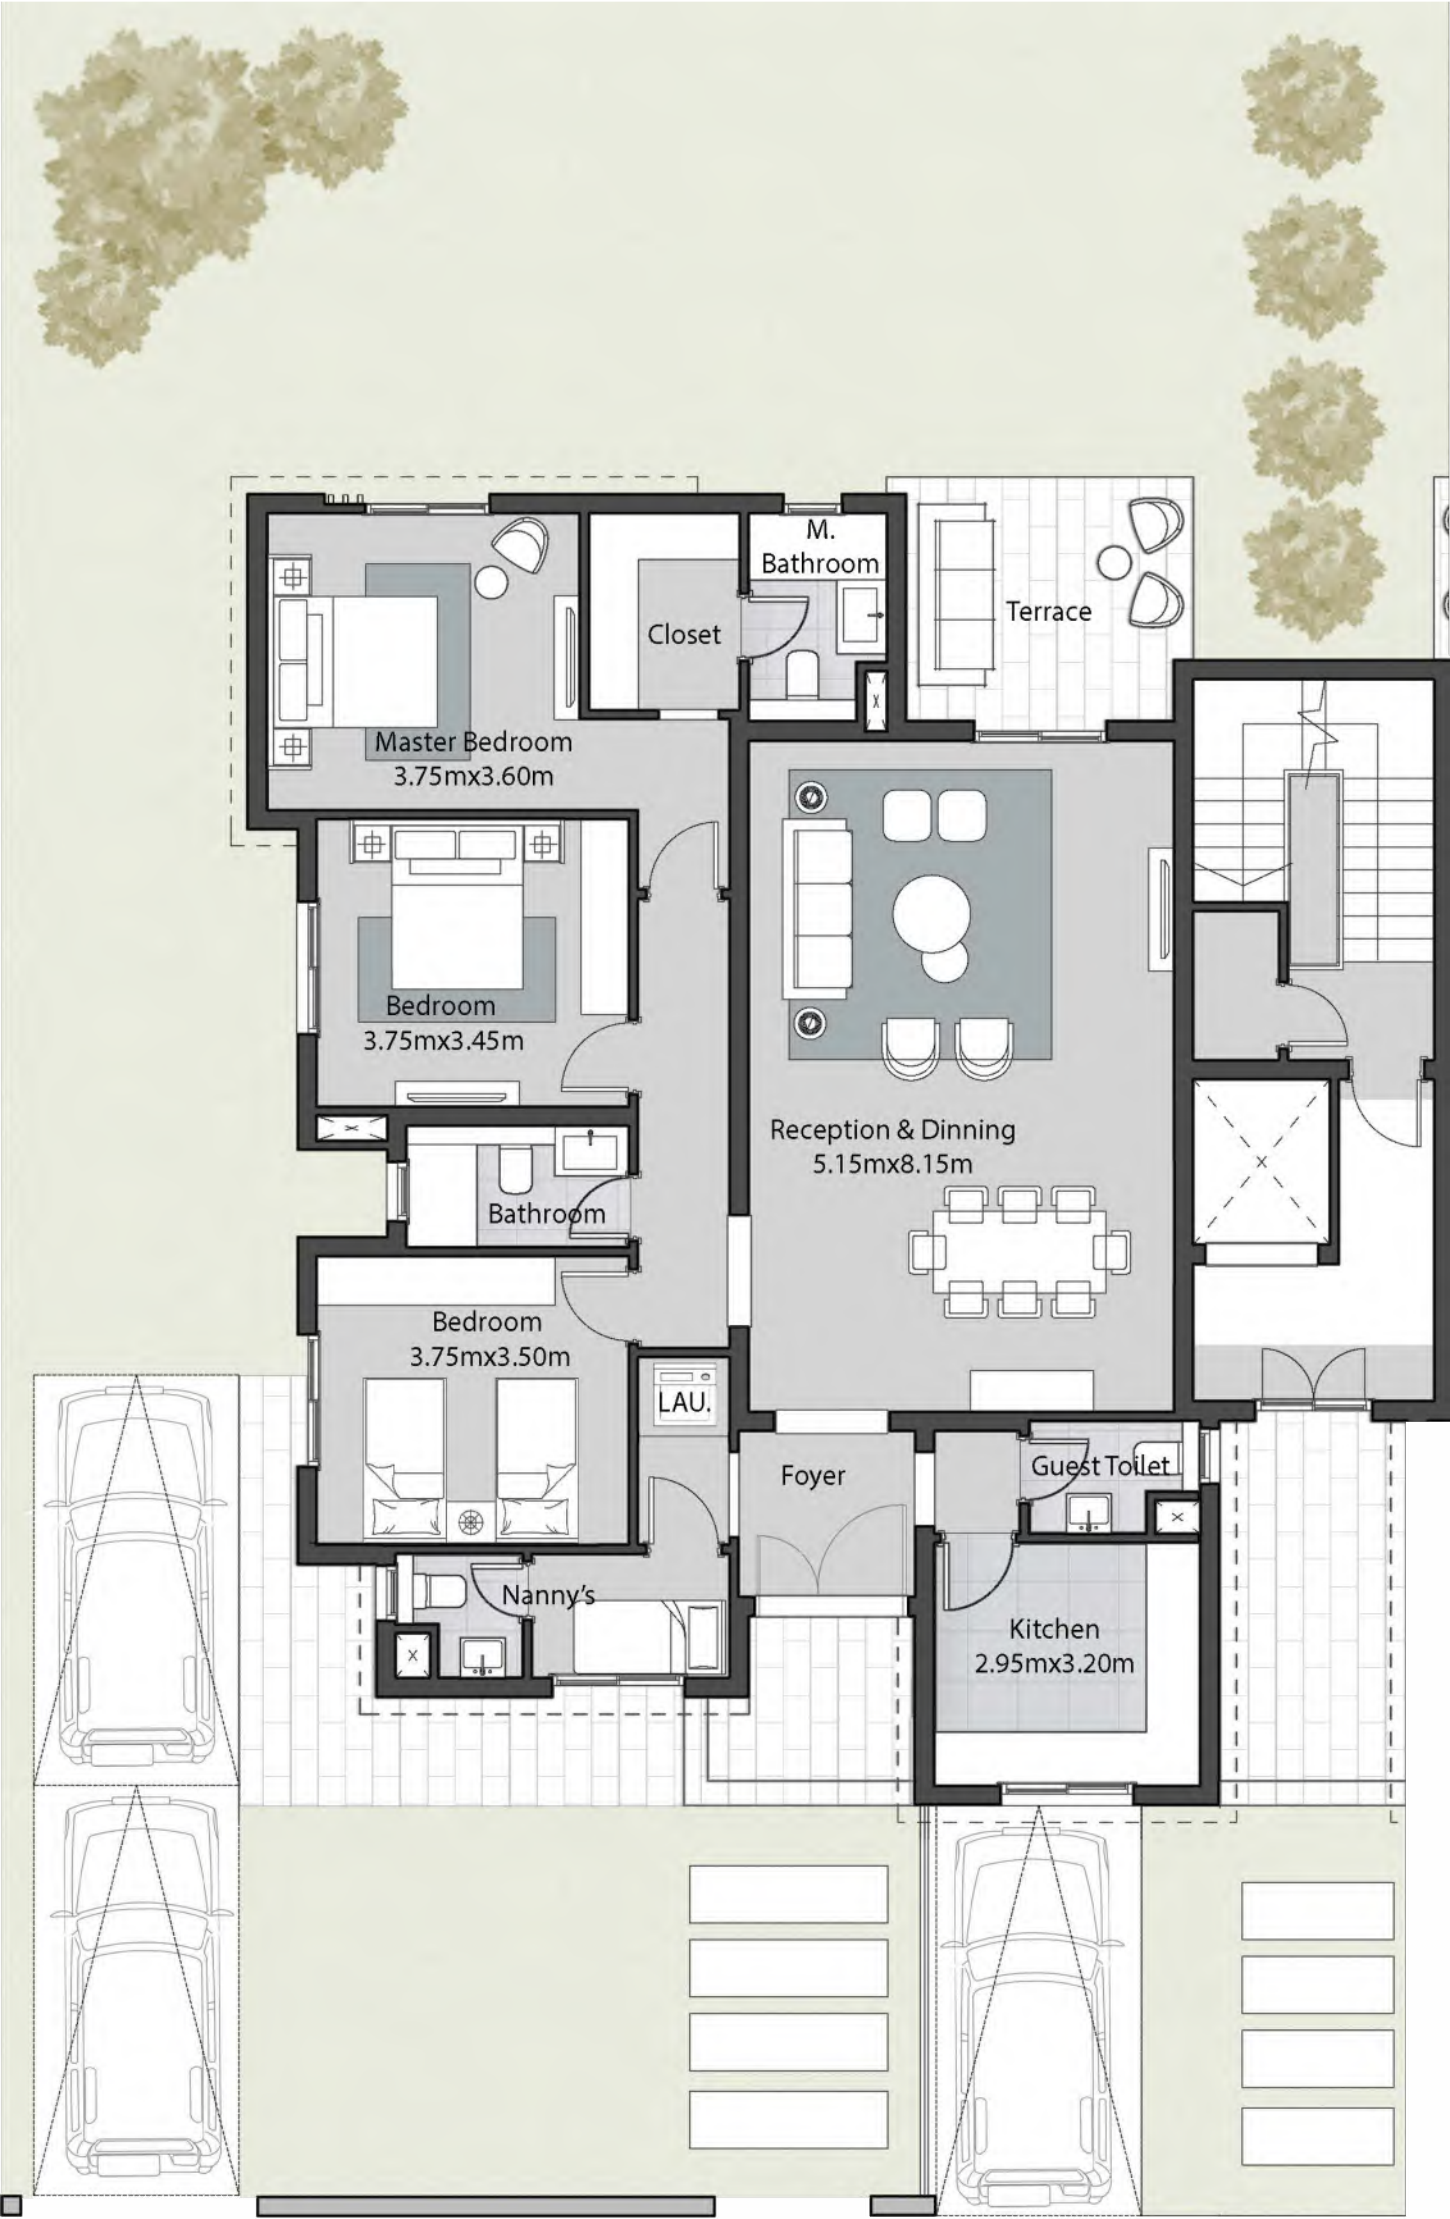 M.
Bathroom
Terrace
Closet
Master Bedroom
3.75mx3.60m
Bedroom
3.75mx3.45m
Reception & Dinning
5.15mx8.15m
Bathroom
Bedroom
3.75mx3.50m
LAU.
Foyer
Guest Toilet
Nanny's
Kitchen
2.95mx3.20m